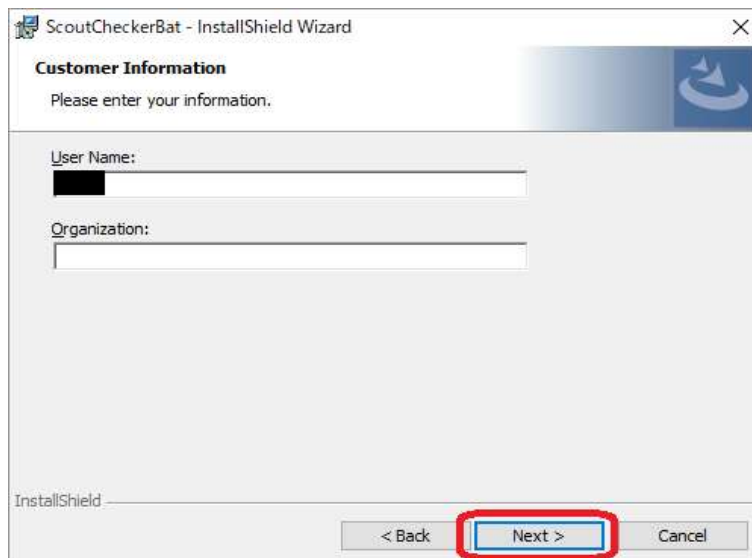 ScoutCheckerBat - InstallShield Wizard
Customer Information
Please enter your information.
User Name:
Organization:
InstallShield
< Back
Next >
Cancel